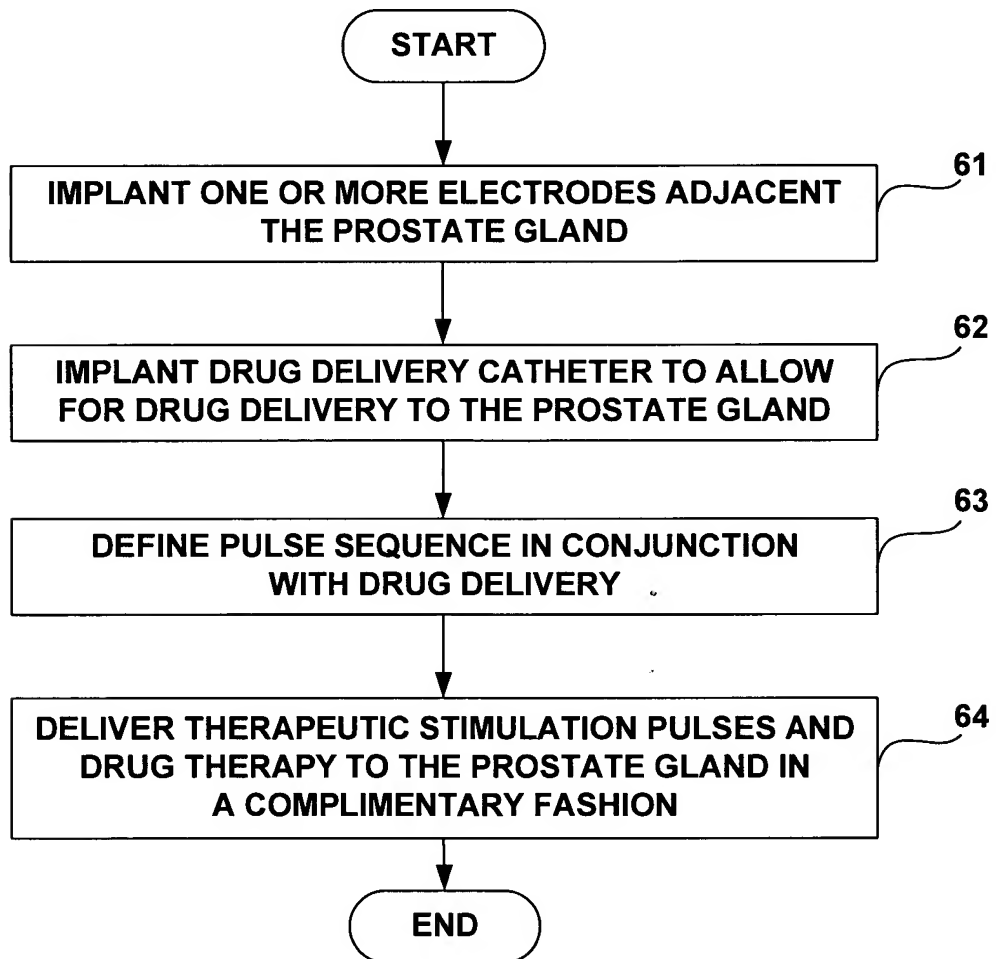 START
61
IMPLANT ONE OR MORE ELECTRODES ADJACENT
THE PROSTATE GLAND
62
IMPLANT DRUG DELIVERY CATHETER TO ALLOW
FOR DRUG DELIVERY TO THE PROSTATE GLAND
63
DEFINE PULSE SEQUENCE IN CONJUNCTION
WITH DRUG DELIVERY
64
DELIVER THERAPEUTIC STIMULATION PULSES AND
DRUG THERAPY TO THE PROSTATE GLAND IN
A COMPLIMENTARY FASHION
END